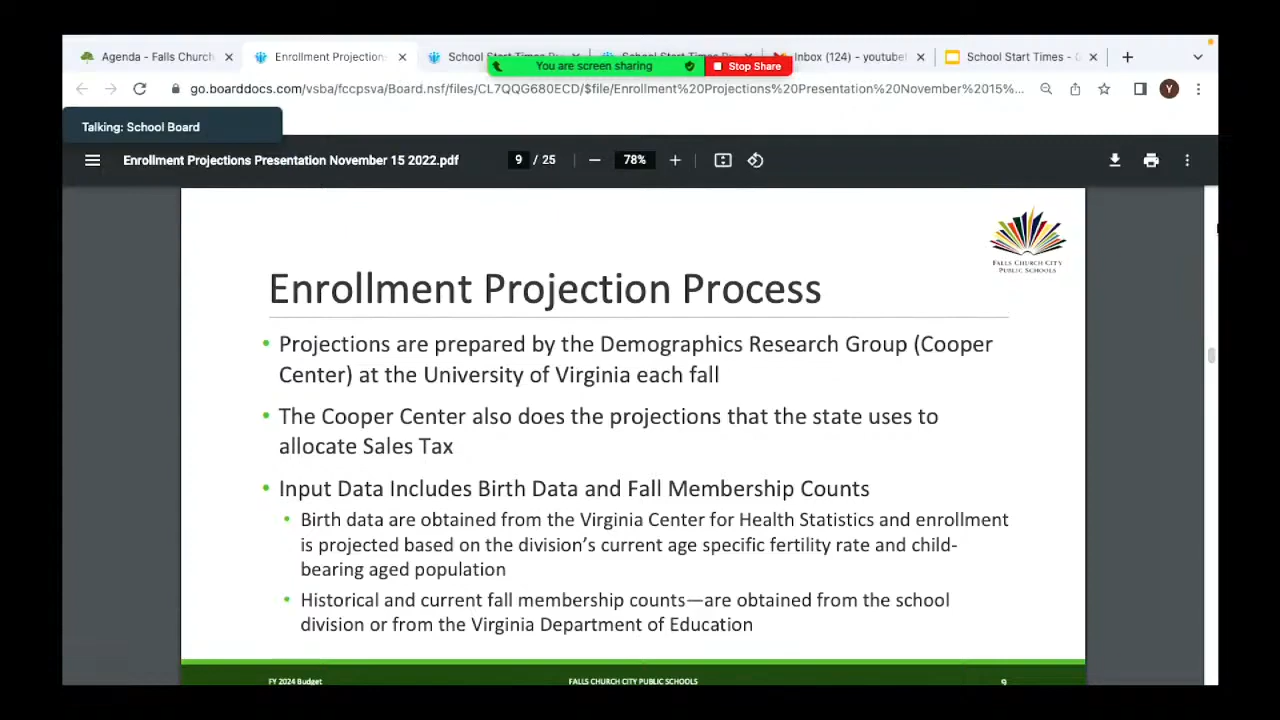 Agenda - Falls Church
Enrollment Projection
School Start Times
Inbox (124) - youtube
School Start Times -
You are screen sharing
Stop Share
go.boarddocs.com/vsba/fccpsva/Board.nsf/files/CL7QQG680ECD/$file/Enrollment%20Projections%20Presentation%20November%2015%...
Y
Talking: School Board
Enrollment Projections Presentation November 15 2022.pdf
9 / 25
78%
FALLS CHURCH CITY
PUBLIC SCHOOLS
Enrollment Projection Process
• Projections are prepared by the Demographics Research Group (Cooper
Center) at the University of Virginia each fall
• The Cooper Center also does the projections that the state uses to
allocate Sales Tax
• Input Data Includes Birth Data and Fall Membership Counts
• Birth data are obtained from the Virginia Center for Health Statistics and enrollment
is projected based on the division’s current age specific fertility rate and child-
bearing aged population
• Historical and current fall membership counts—are obtained from the school
division or from the Virginia Department of Education
FY 2024 Budget
FALLS CHURCH CITY PUBLIC SCHOOLS
9